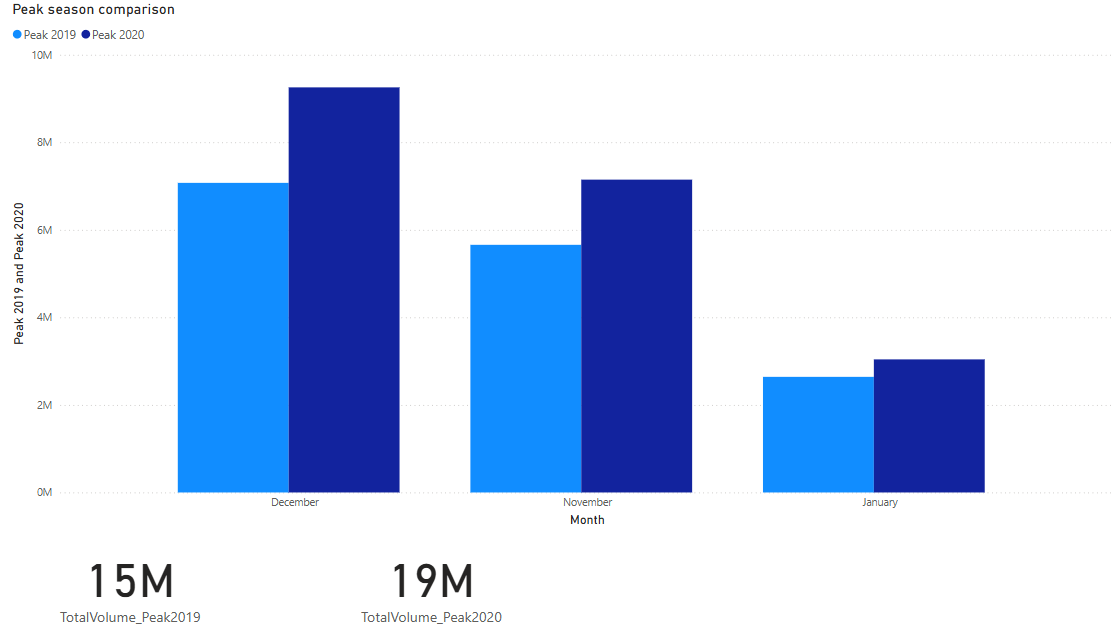 Peak season comparison
Peak 2019 Peak 2020
10M
8M
6M
4M
2M
0M
Peak 2019 and Peak 2020
December November January
Month
15M 19M
TotalVolume_Peak2019 TotalVolume_Peak2020